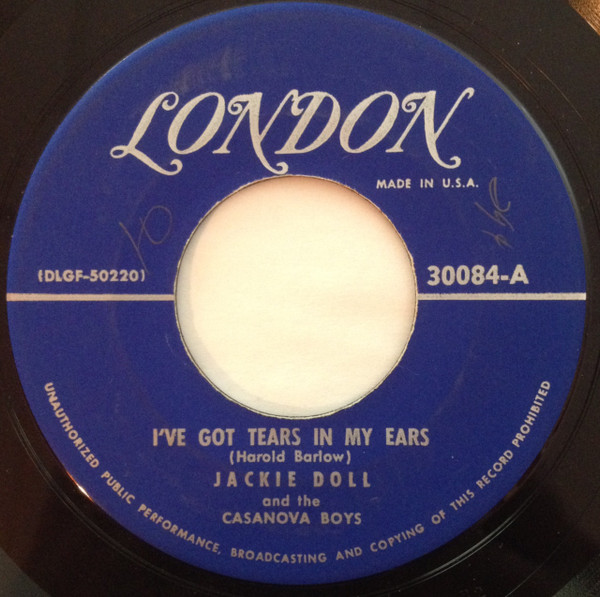 LONDON
MADE IN U.S.A.
(DLGF-50220)
30084-A
I'VE GOT TEARS IN MY EARS
(Harold Barlow)
JACKIE DOLL
and the
CASANOVA BOYS
UNAUTHORIZED PUBLIC PERFORMANCE, BROADCASTING AND COPYING OF THIS RECORD PROHIBITED